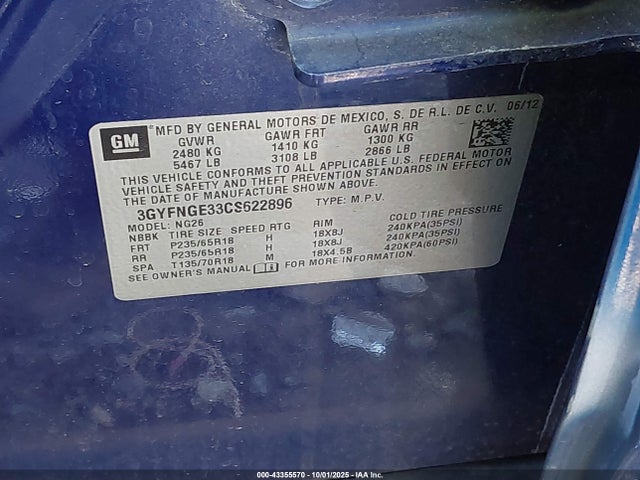 GM
MFD BY GENERAL MOTORS DE MEXICO, S. DE R.L. DE C.V. 06/12
GVWR GAWR FRT GAWR RR
2480 KG 1410 KG 1300 KG
5467 LB 3108 LB 2866 LB
THIS VEHICLE CONFORMS TO ALL APPLICABLE U.S. FEDERAL MOTOR
VEHICLE SAFETY, BUMPER, AND THEFT PREVENTION STANDARDS IN EFFECT ON
THE DATE OF MANUFACTURE SHOWN ABOVE.
3GYFNGE33CS622896 TYPE: M.P.V.
MODEL: NG26
NBBK TIRE SIZE SPEED RTG RIM COLD TIRE PRESSURE
FRT P235/65R18 H 18X8J 240KPA(35PSI)
RR P235/65R18 H 18X8J 240KPA(35PSI)
SPA T135/70R18 M 18X4.5B 420KPA(60PSI)
SEE OWNER'S MANUAL FOR MORE INFORMATION.
000-43355570 - 10/01/2025 - IAA Inc.